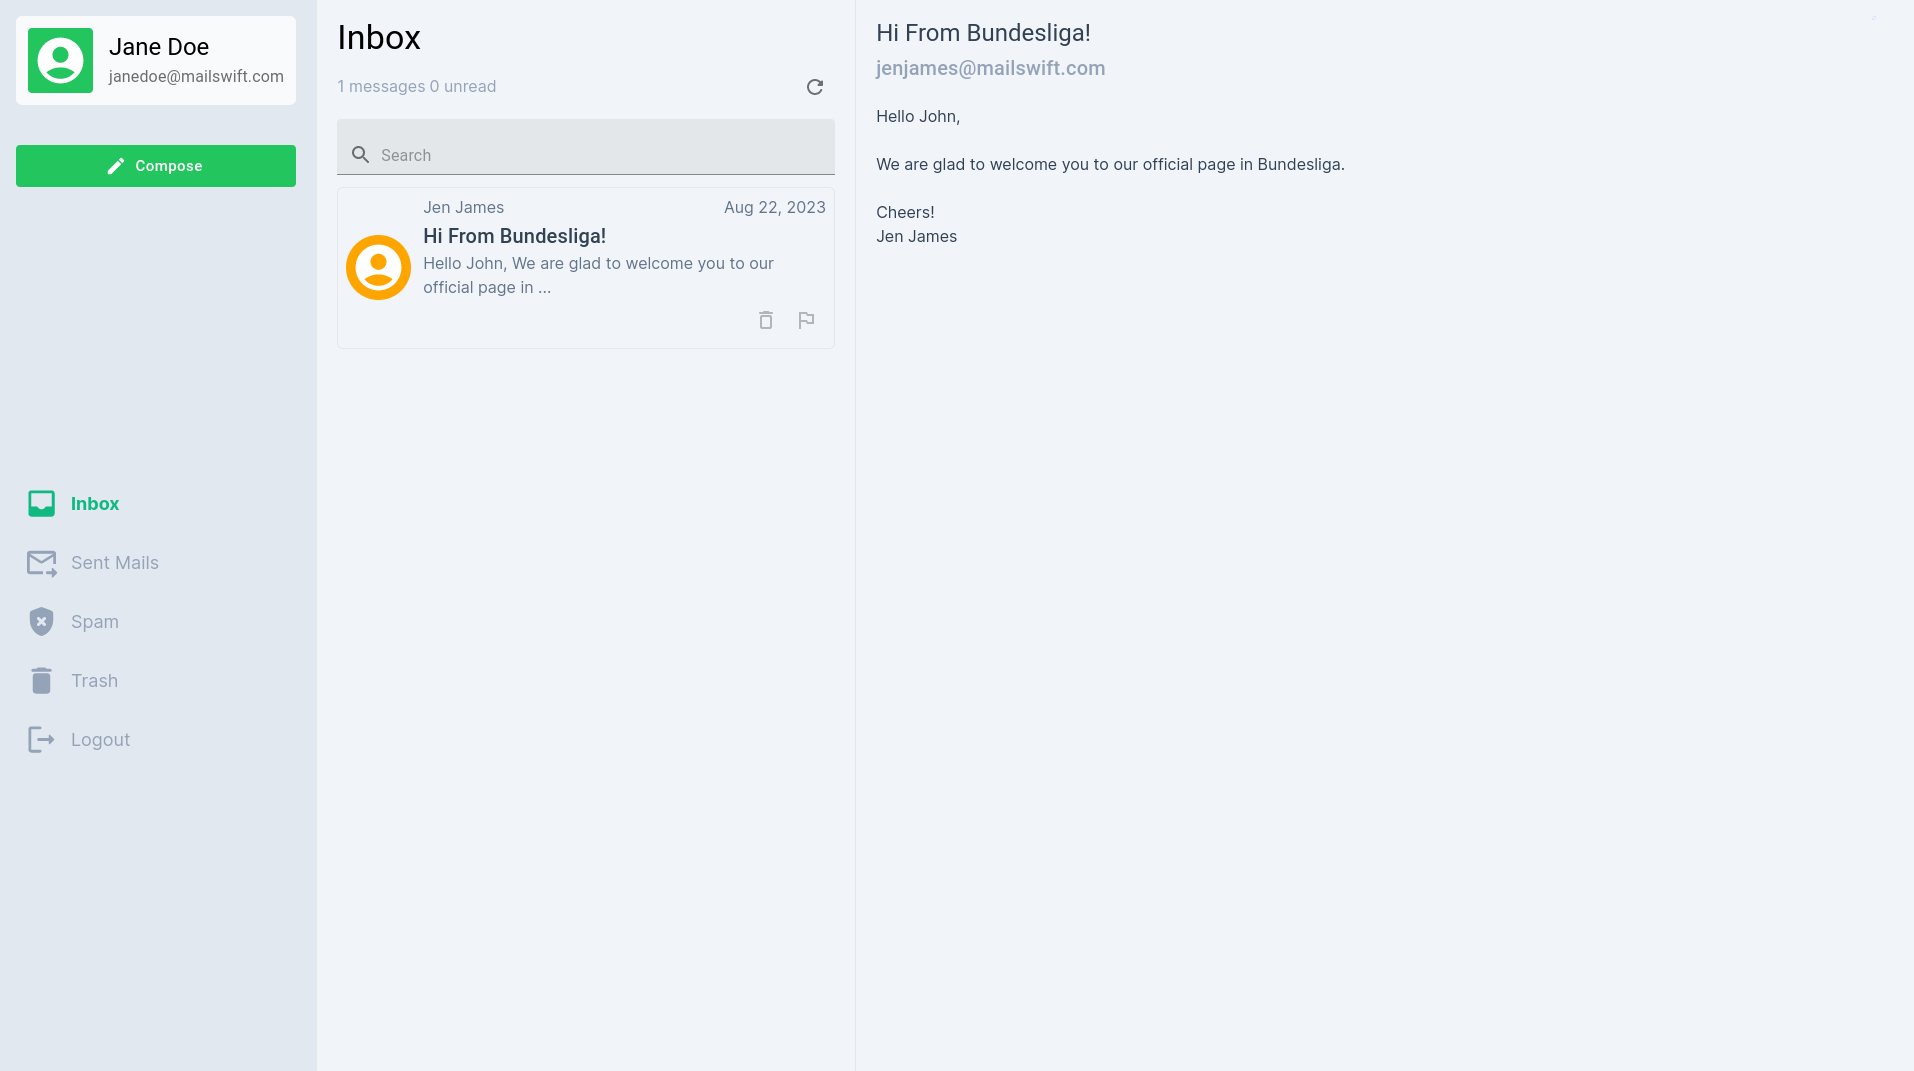 Jane Doe
janedoe@mailswift.com
Compose
Inbox
Sent Mails
Spam
Trash
Logout
Inbox
1 messages 0 unread
Search
Jen James
Aug 22, 2023
Hi From Bundesliga!
Hello John, We are glad to welcome you to our
official page in ...
Hi From Bundesliga!
jenjames@mailswift.com
Hello John,
We are glad to welcome you to our official page in Bundesliga.
Cheers!
Jen James